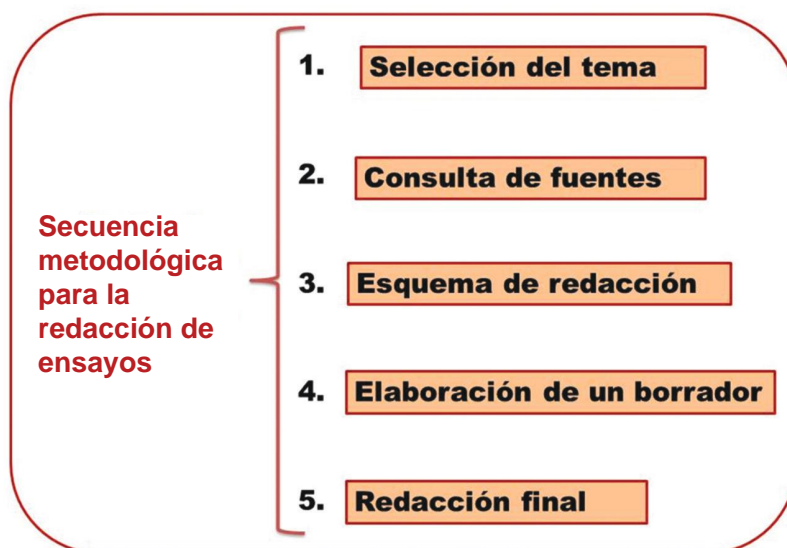 Secuencia
metodológica
para la
redacción de
ensayos
1. Selección del tema
2. Consulta de fuentes
3. Esquema de redacción
4. Elaboración de un borrador
5. Redacción final